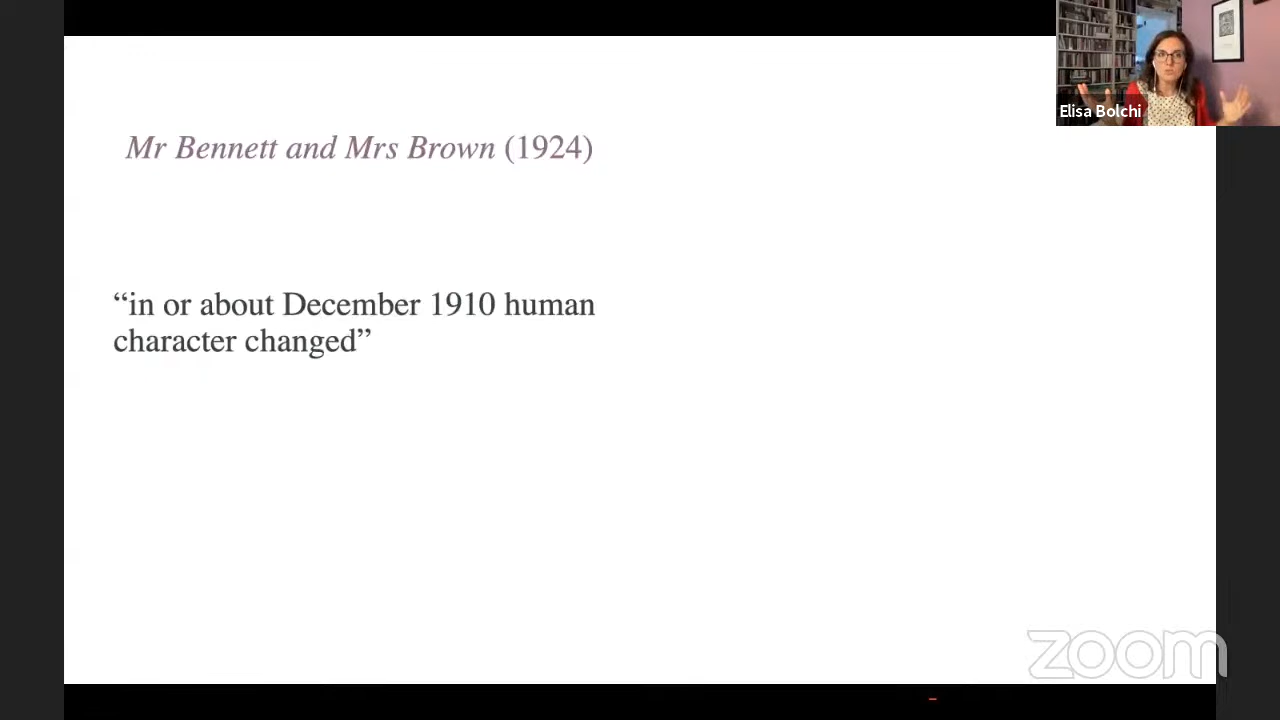 Elisa Bolchi
Mr Bennett and Mrs Brown (1924)
“in or about December 1910 human
character changed”
zoom